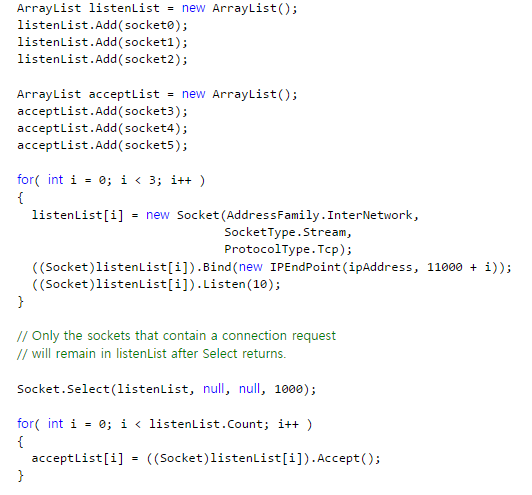 ArrayList listenList = new ArrayList();
listenList.Add(socket0);
listenList.Add(socket1);
listenList.Add(socket2);

ArrayList acceptList = new ArrayList();
acceptList.Add(socket3);
acceptList.Add(socket4);
acceptList.Add(socket5);

for( int i = 0; i < 3; i++ )
{
  listenList[i] = new Socket(AddressFamily.InterNetwork,
                             SocketType.Stream,
                             ProtocolType.Tcp);
  ((Socket)listenList[i]).Bind(new IPEndPoint(ipAddress, 11000 + i));
  ((Socket)listenList[i]).Listen(10);
}

// Only the sockets that contain a connection request
// will remain in listenList after Select returns.

Socket.Select(listenList, null, null, 1000);

for( int i = 0; i < listenList.Count; i++ )
{
  acceptList[i] = ((Socket)listenList[i]).Accept();
}